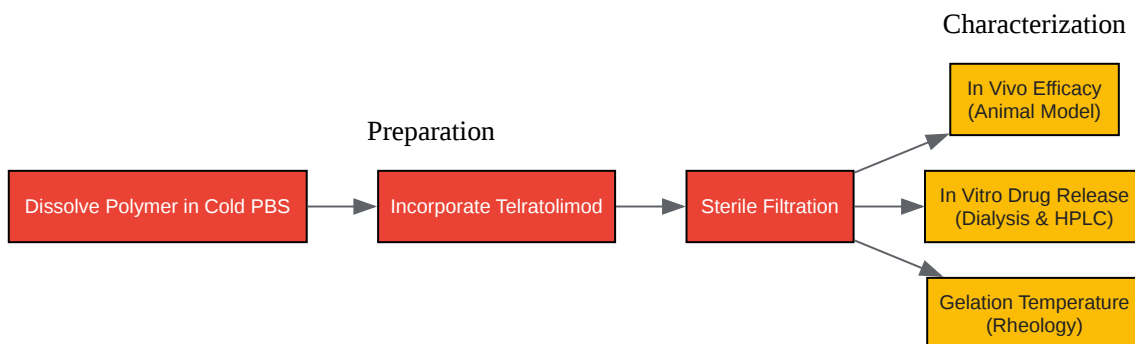 Characterization
In Vivo Efficacy
(Animal Model)
Preparation
Dissolve Polymer in Cold PBS
Incorporate Telratolimod
Sterile Filtration
In Vitro Drug Release
(Dialysis & HPLC)
Gelation Temperature
(Rheology)